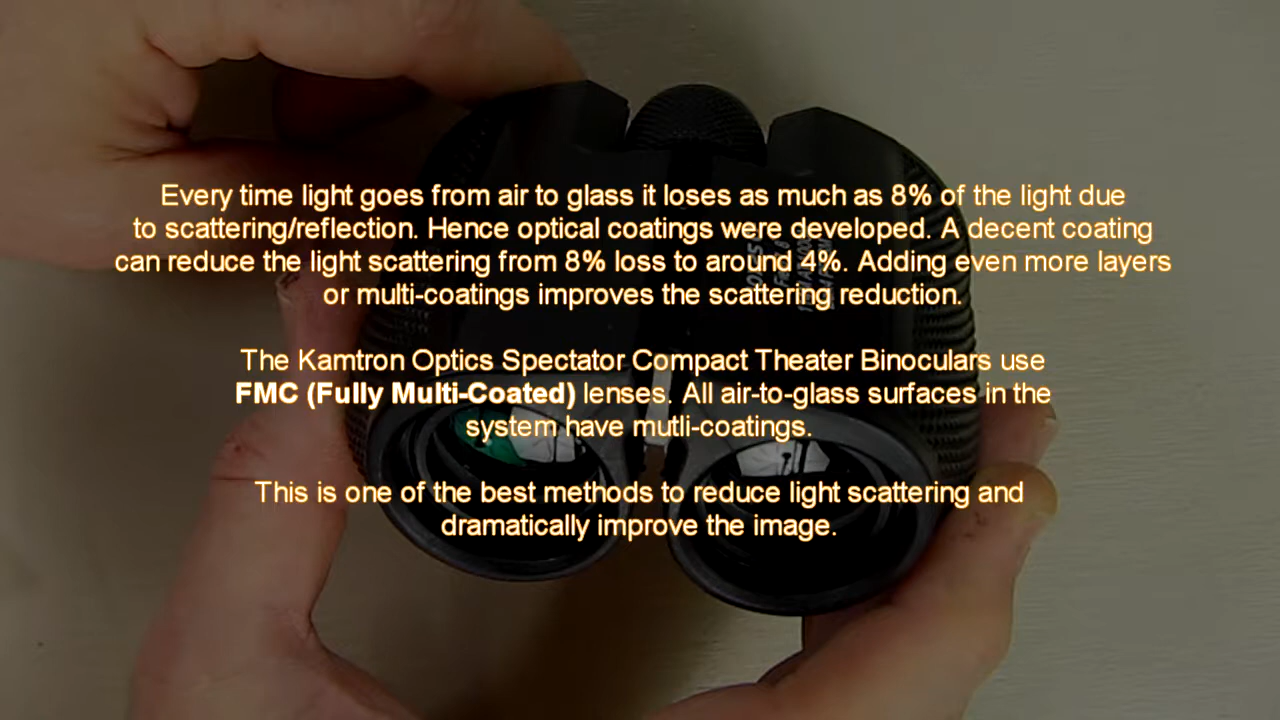 Every time light goes from air to glass it loses as much as 8% of the light due
to scattering/reflection. Hence optical coatings were developed. A decent coating
can reduce the light scattering from 8% loss to around 4%. Adding even more layers
or multi-coatings improves the scattering reduction.
The Kamtron Optics Spectator Compact Theater Binoculars use
FMC (Fully Multi-Coated) lenses. All air-to-glass surfaces in the
system have mutli-coatings.
This is one of the best methods to reduce light scattering and
dramatically improve the image.